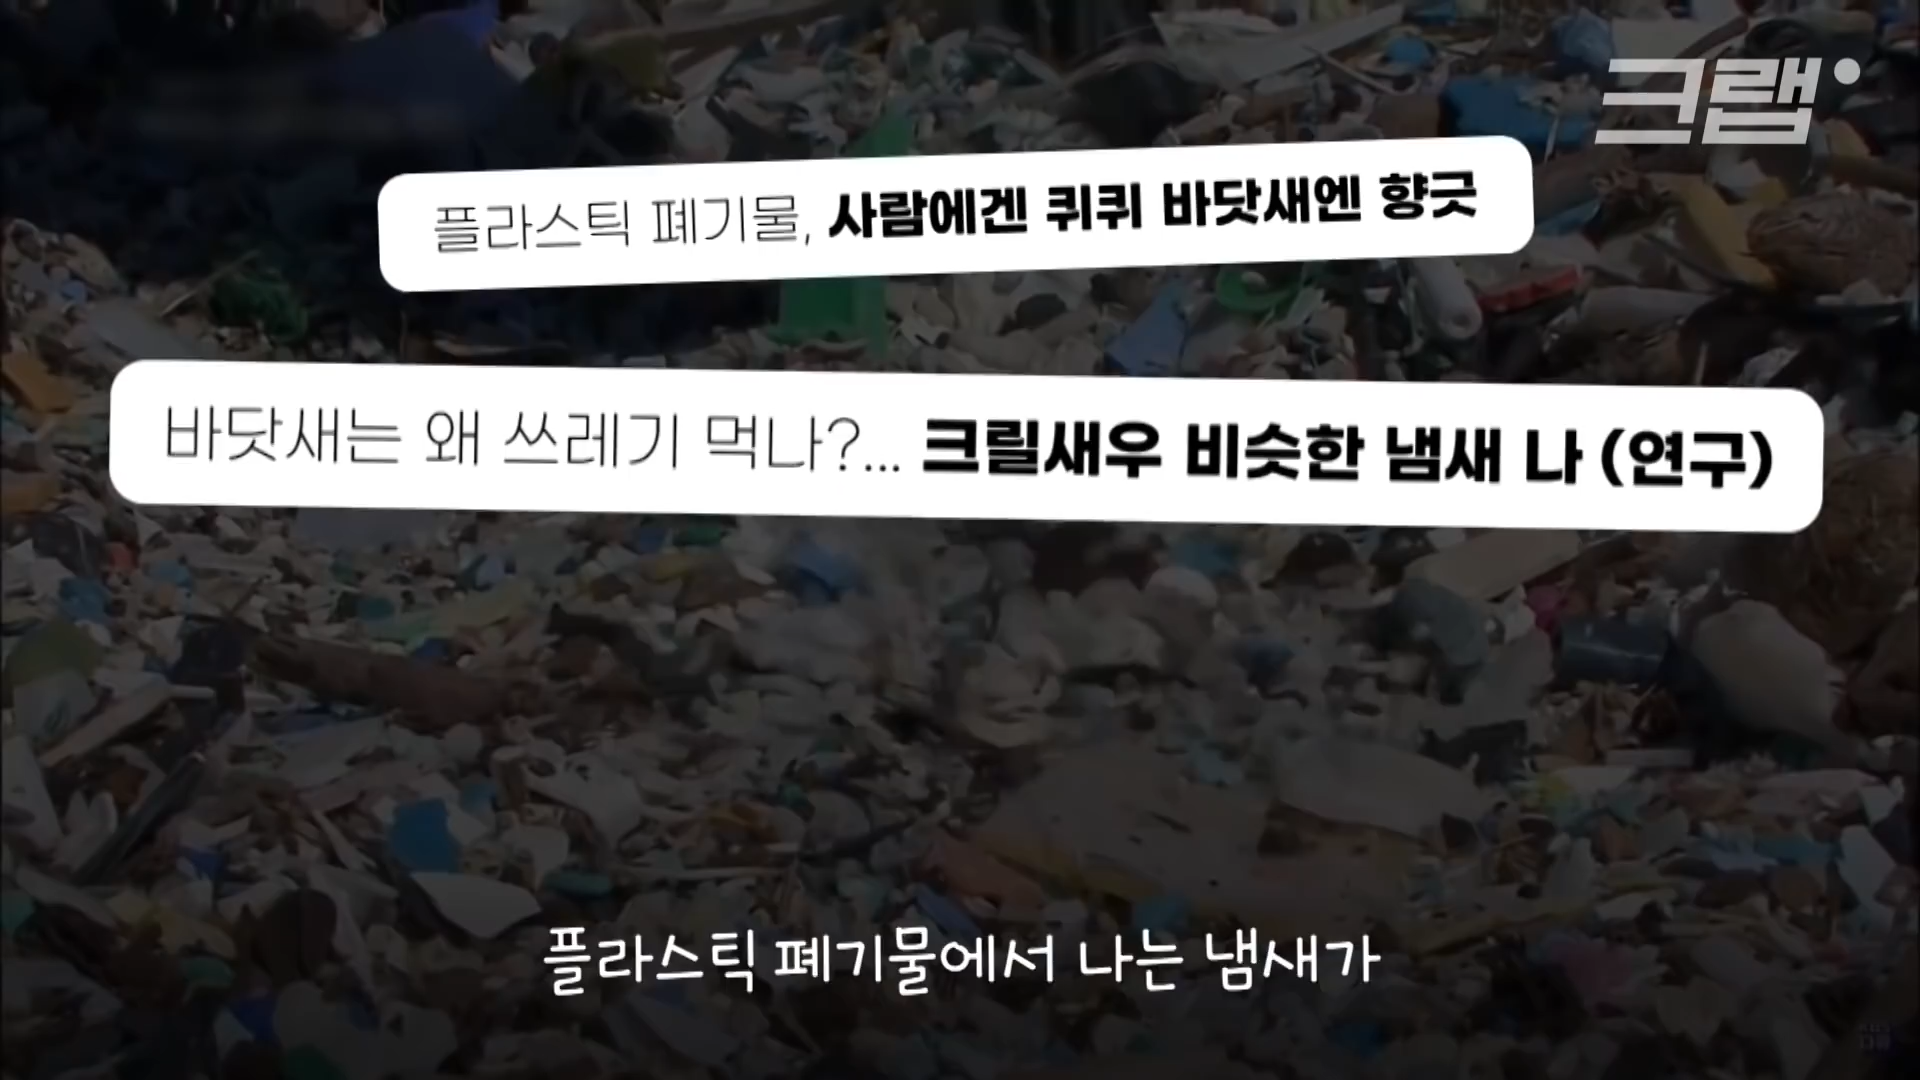 크랩
플라스틱 폐기물, 사람에겐 퀴퀴 바닷새엔 향긋
바닷새는 왜 쓰레기 먹나?... 크릴새우 비슷한 냄새 나 (연구)
플라스틱 폐기물에서 나는 냄새가